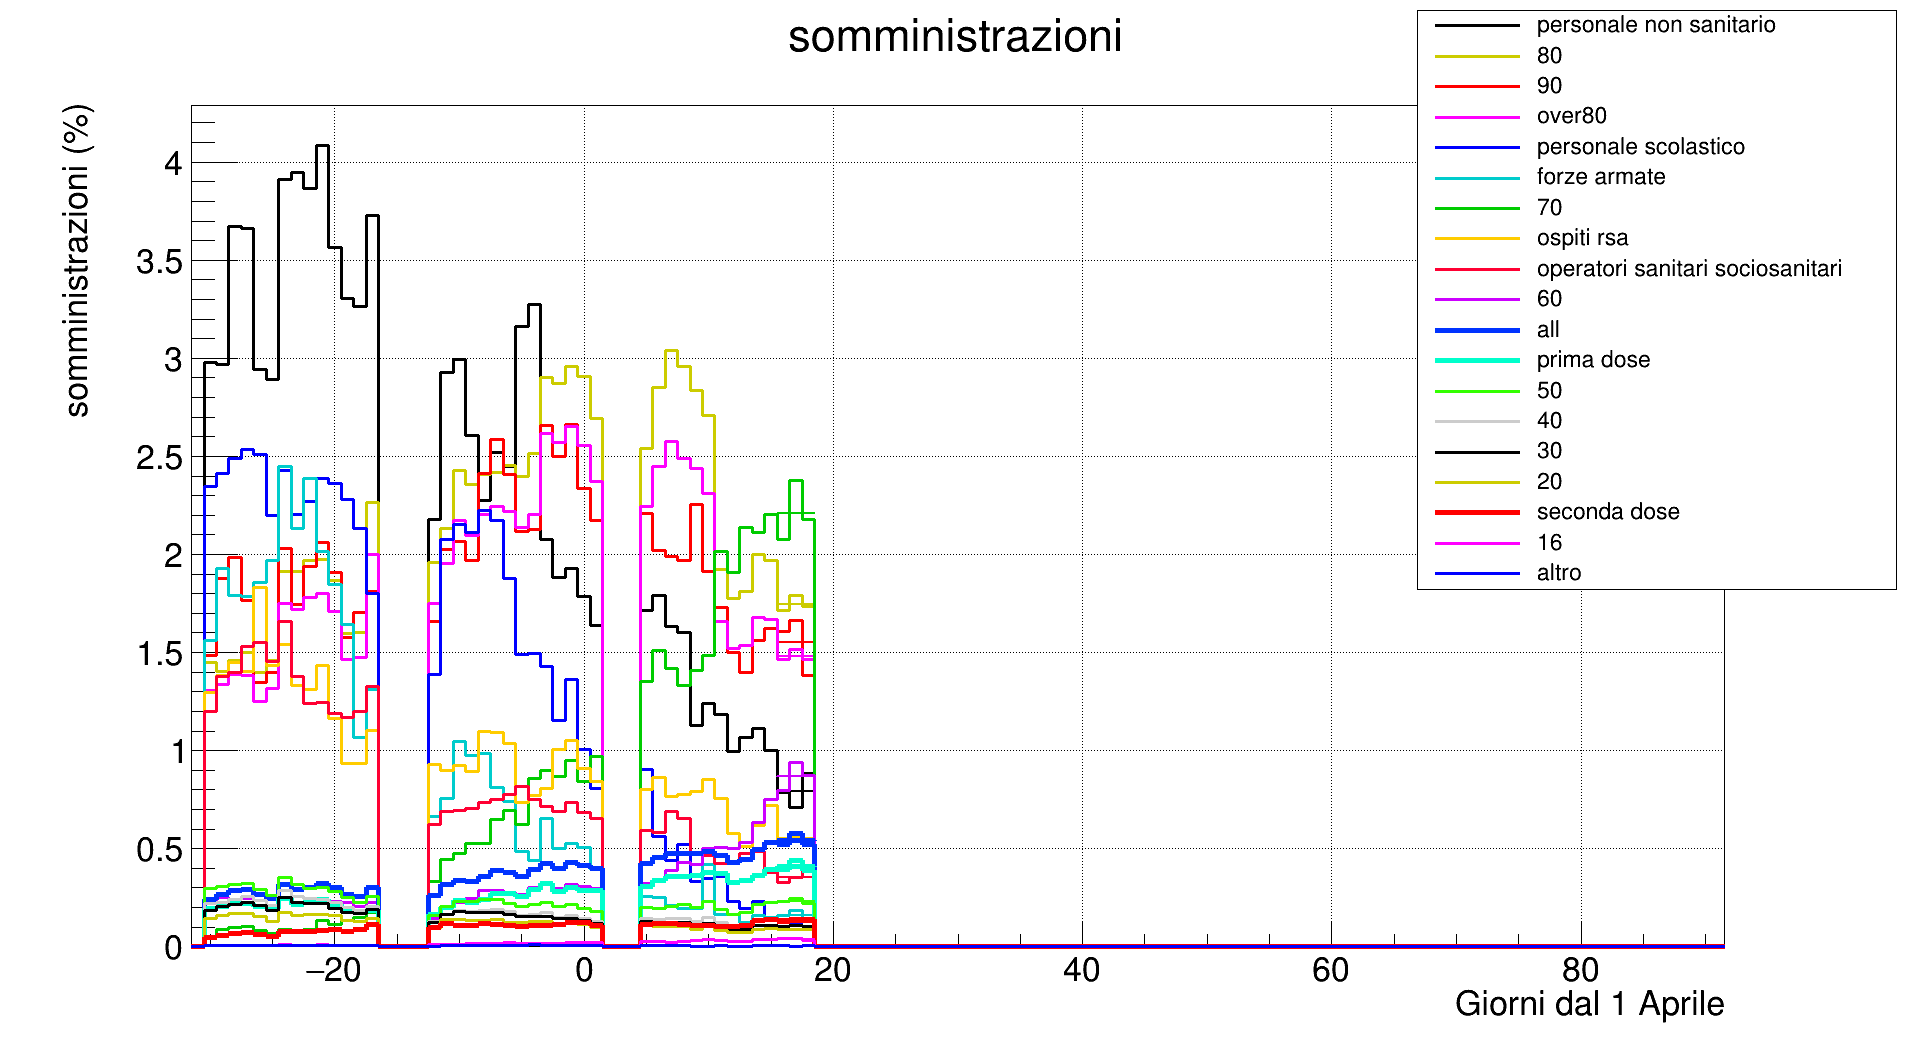 somministrazioni
personale non sanitario
80
90
over80
personale scolastico
forze armate
70
ospiti rsa
operatori sanitari sociosanitari
60
all
prima dose
50
40
30
20
seconda dose
16
altro
somministrazioni (%)
4
3.5
3
2.5
2
1.5
1
0.5
0
−20 0 20 40 60 80
Giorni dal 1 Aprile